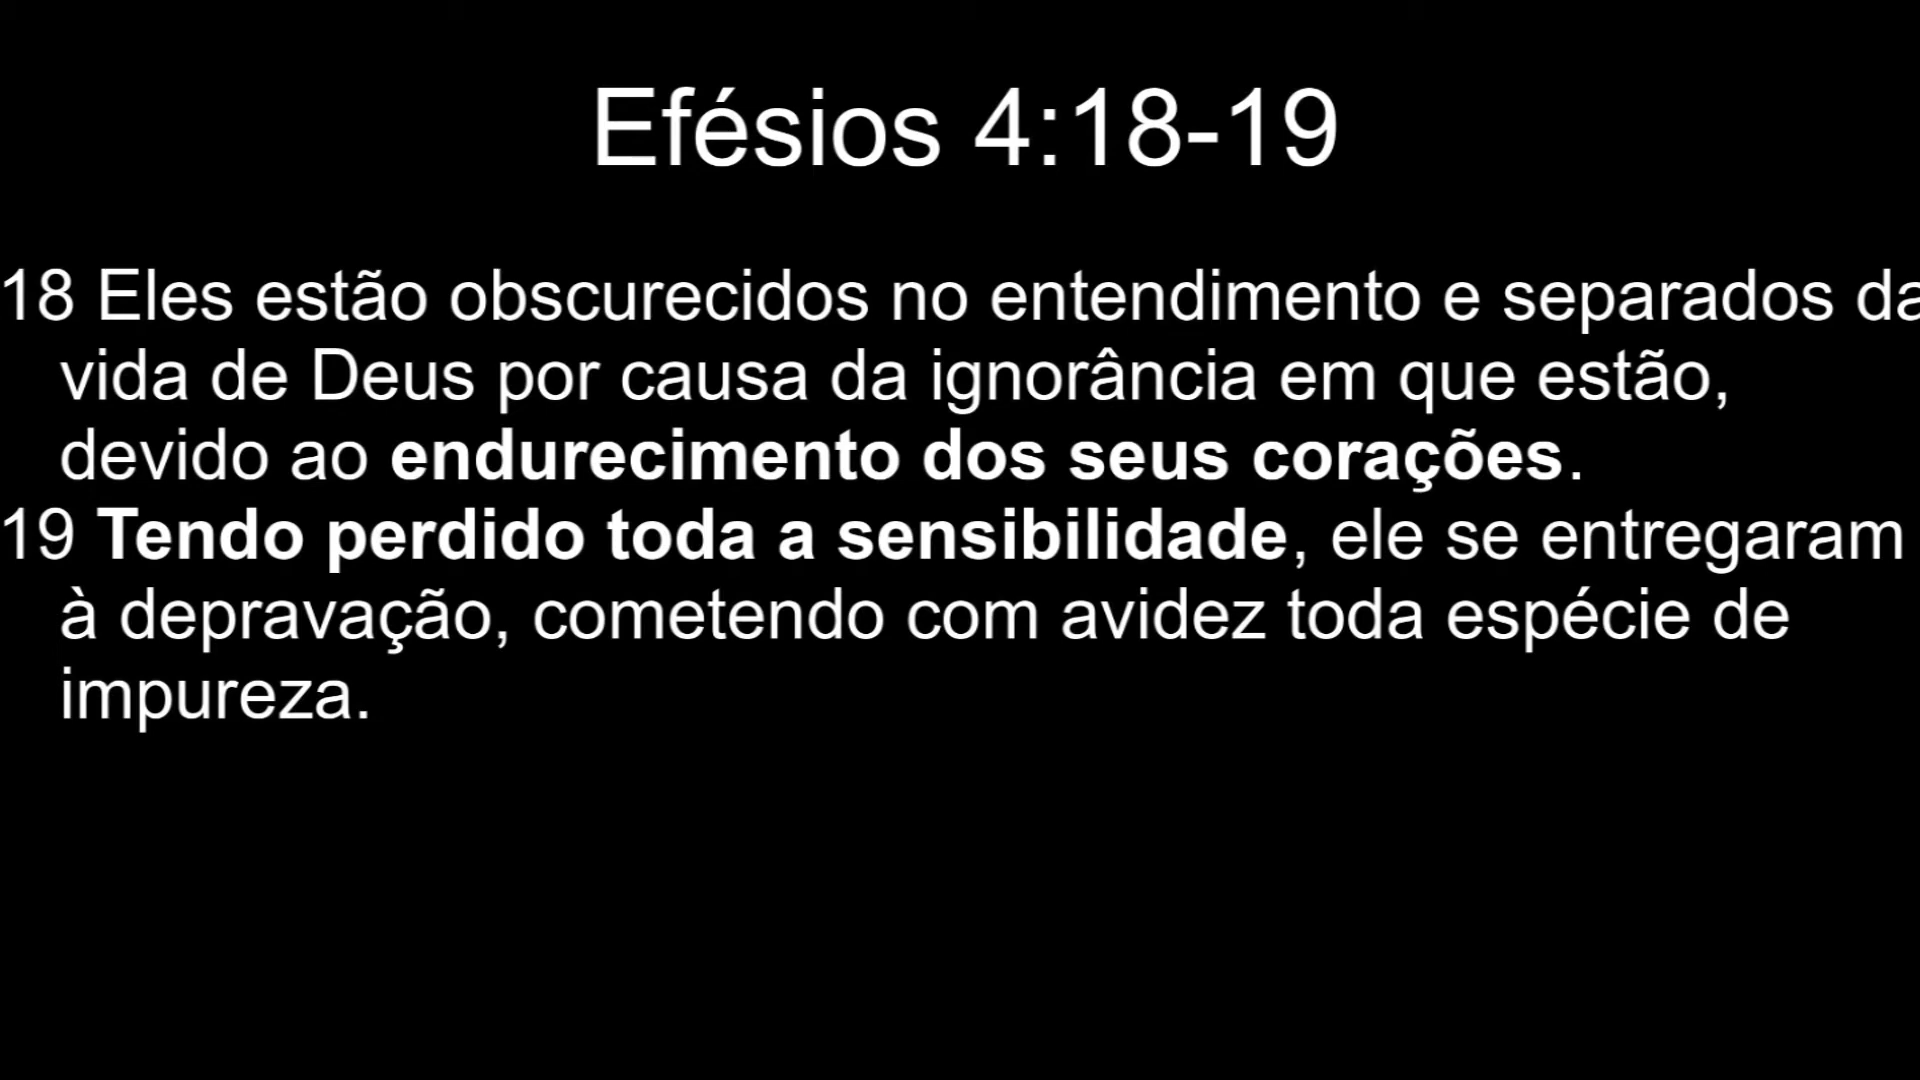 Efésios 4:18-19
18 Eles estão obscurecidos no entendimento e separados da
vida de Deus por causa da ignorância em que estão,
devido ao endurecimento dos seus corações.
19 Tendo perdido toda a sensibilidade, ele se entregaram
à depravação, cometendo com avidez toda espécie de
impureza.